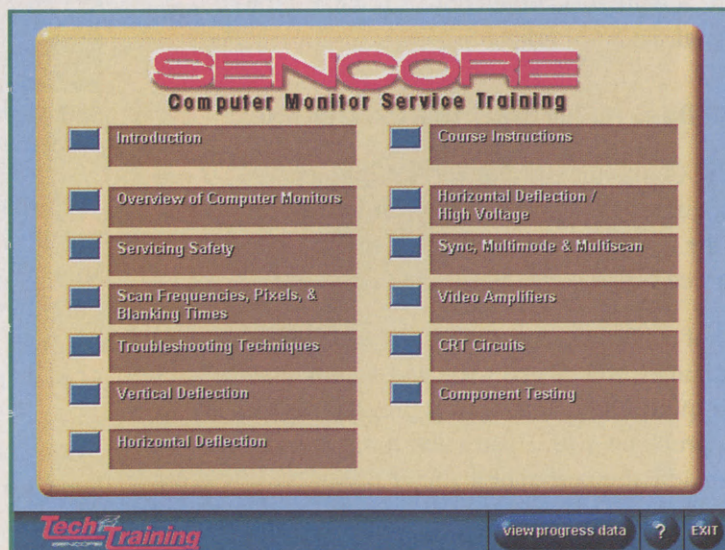 SENCORE
Computer Monitor Service Training
Introduction
Overview of Computer Monitors
Servicing Safety
Scan Frequencies, Pixels, &
Blanking Times
Troubleshooting Techniques
Vertical Deflection
Horizontal Deflection
Course Instructions
Horizontal Deflection /
High Voltage
Sync, Multimode & Multiscan
Video Amplifiers
CRT Circuits
Component Testing
Tech Training
SENCORE
view progress data
?
EXIT